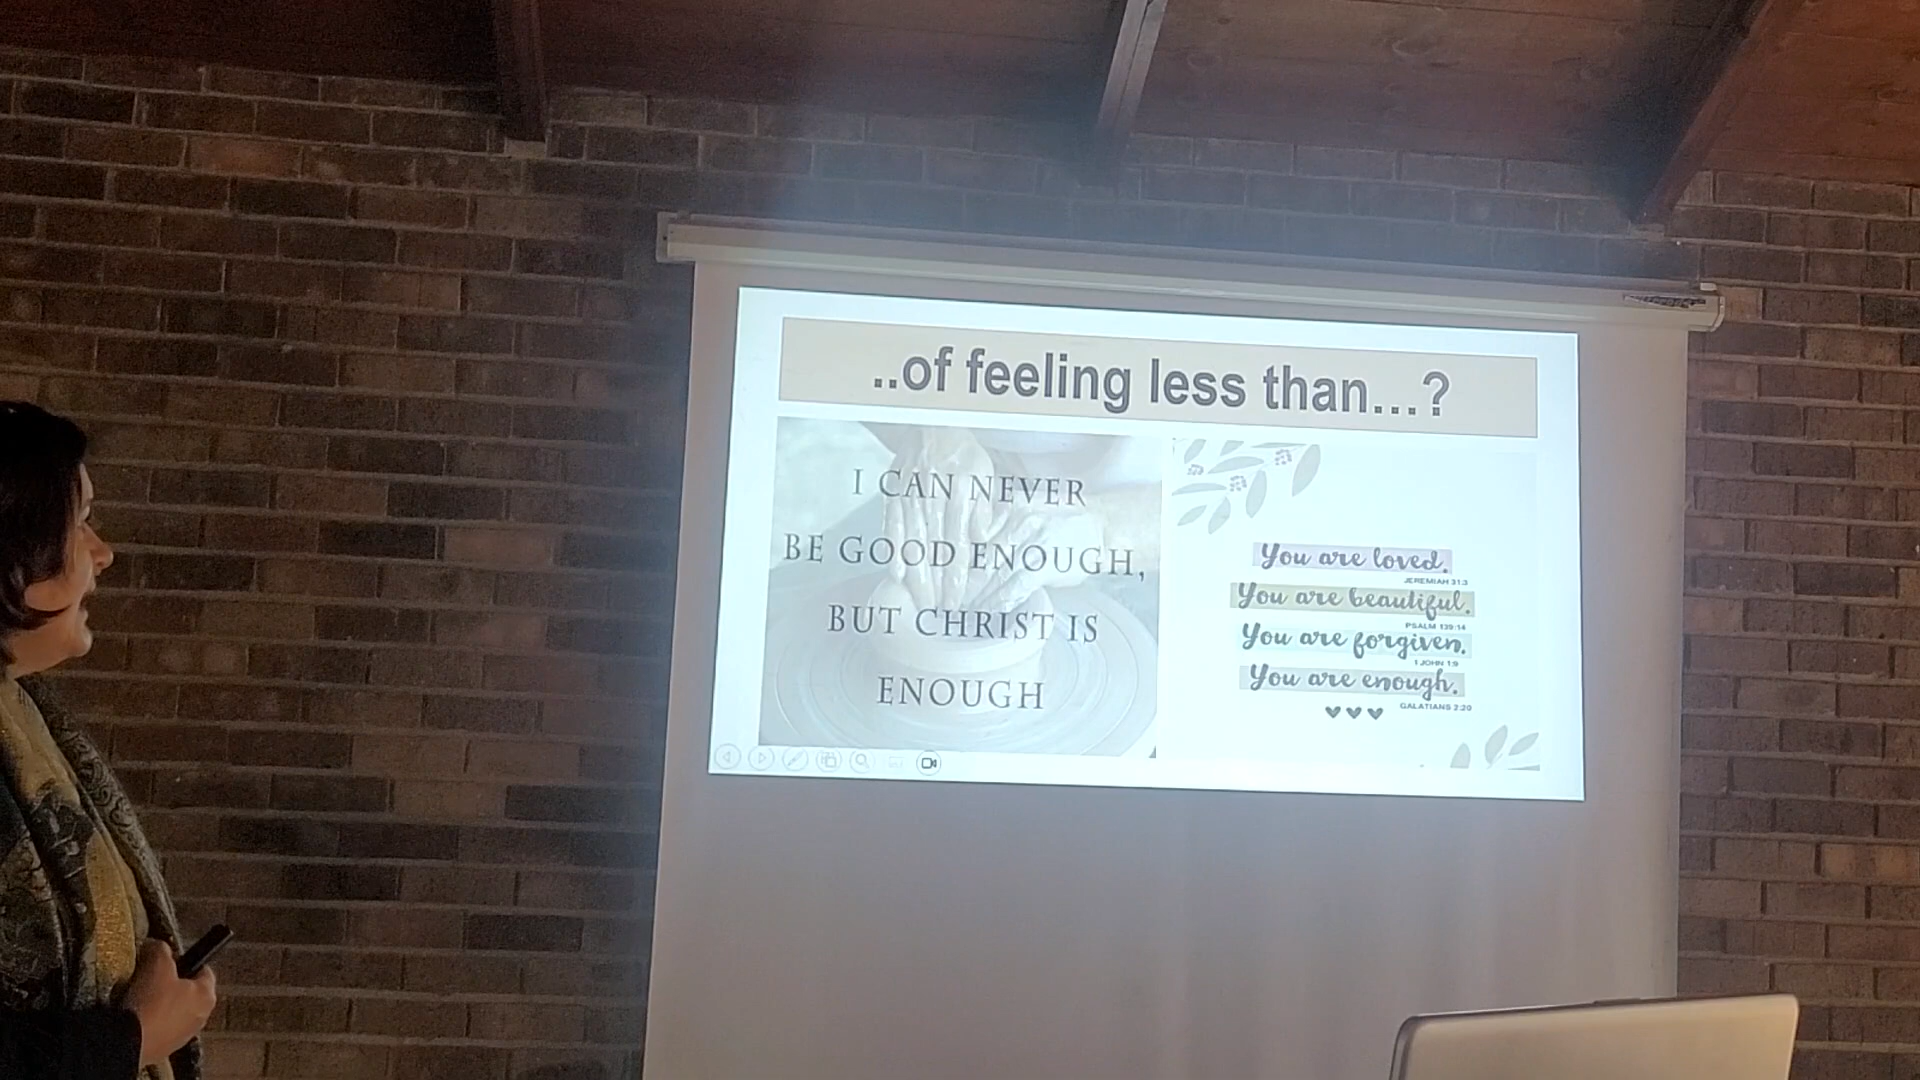 ..of feeling less than...?
I CAN NEVER
BE GOOD ENOUGH,
BUT CHRIST IS
ENOUGH
You are loved.
JEREMIAH 31:3
You are beautiful.
PSALM 139:14
You are forgiven.
1 JOHN 1:9
You are enough.
GALATIANS 2:20